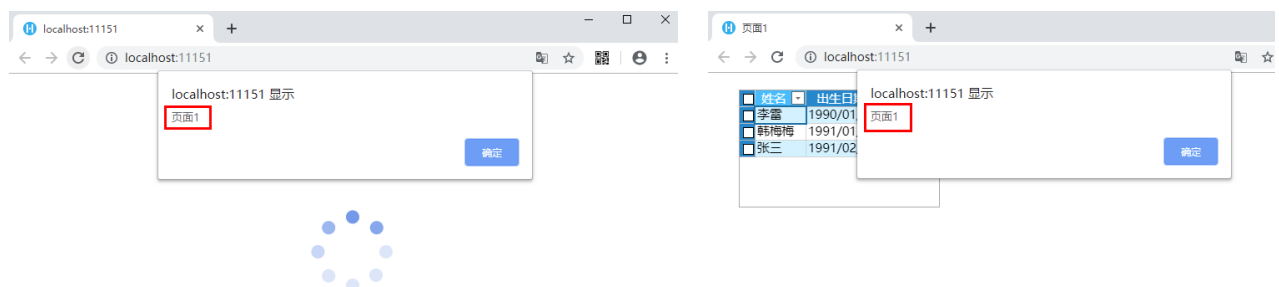 localhost:11151
localhost:11151
localhost:11151 显示
页面1
确定
页面1
localhost:11151
姓名 出生日
李雷 1990/01
韩梅梅 1991/01
张三 1991/02
localhost:11151 显示
页面1
确定